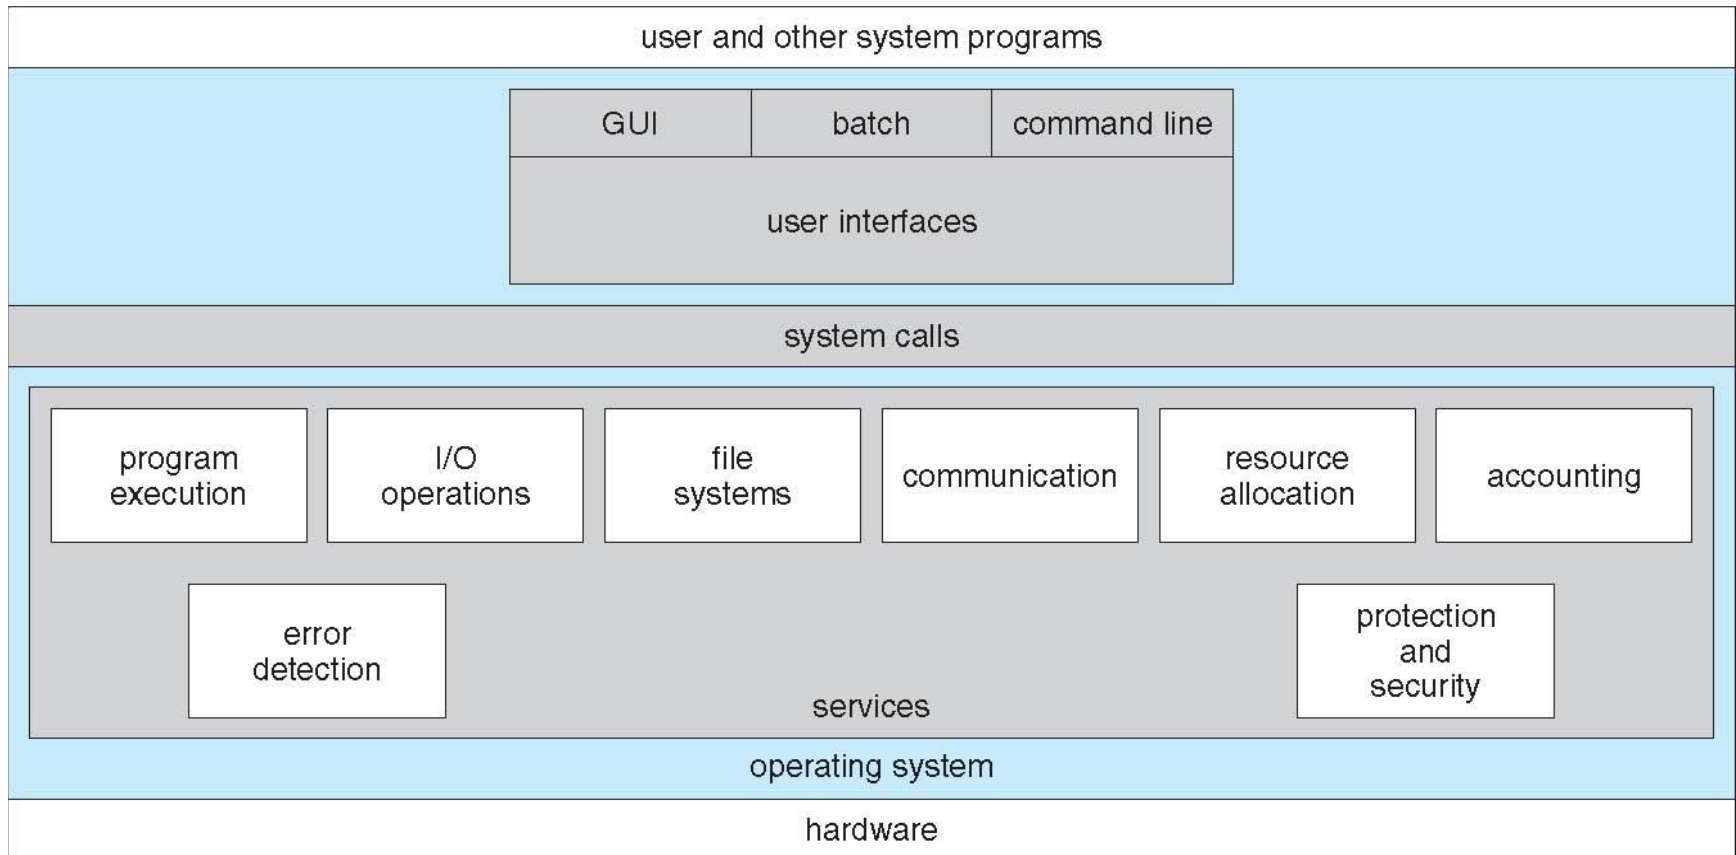 user and other system programs
GUI
batch
command line
user interfaces
system calls
program
execution
I/O
operations
file
systems
communication
resource
allocation
accounting
error
detection
protection
and
security
services
operating system
hardware